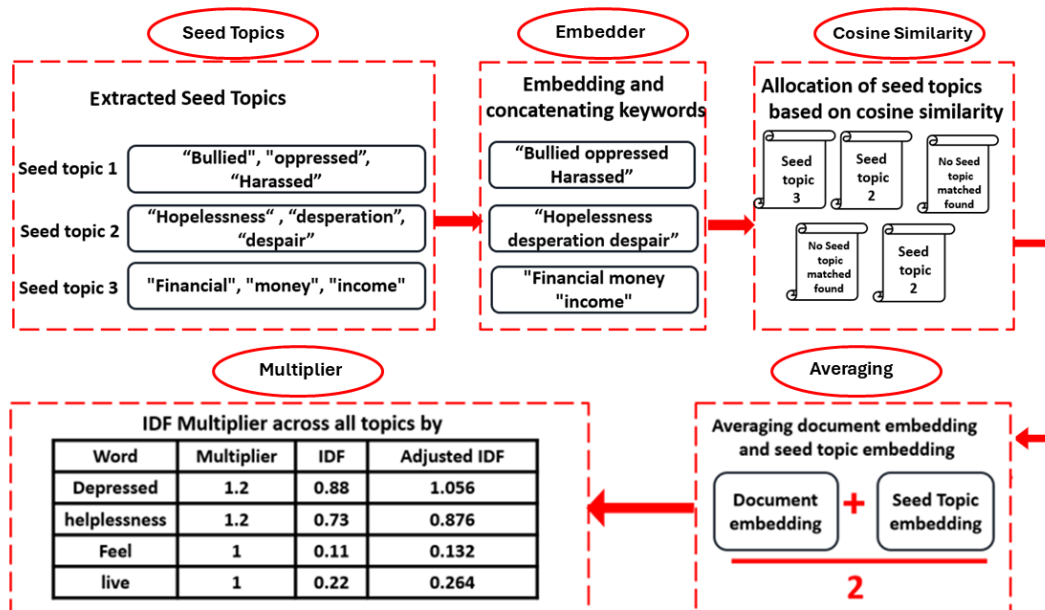 Seed Topics
Embedder
Cosine Similarity
Extracted Seed Topics
Seed topic 1
“Bullied", "oppressed”,
“Harassed”
Seed topic 2
“Hopelessness“ , “desperation”,
“despair”
Seed topic 3
"Financial", "money", "income"
Embedding and
concatenating keywords
“Bullied oppressed
Harassed”
“Hopelessness
desperation despair”
"Financial money
"income"
Allocation of seed topics
based on cosine similarity
Seed
topic
3
Seed
topic
2
No Seed
topic
matched
found
No Seed
topic
matched
found
Seed
topic
2
Multiplier
Averaging
IDF Multiplier across all topics by
Word Multiplier IDF Adjusted IDF
Depressed 1.2 0.88 1.056
helplessness 1.2 0.73 0.876
Feel 1 0.11 0.132
live 1 0.22 0.264
Averaging document embedding
and seed topic embedding
Document
embedding
+
Seed Topic
embedding
2